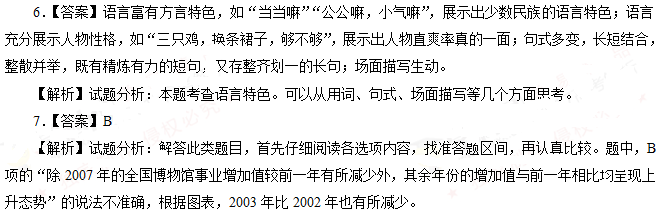 6.【答案】语言富有方言特色，如“当当嘛”“公公嘛，小气嘛”，展示出少数民族的语言特色；语言
充分展示人物性格，如“三只鸡，换条裙子，够不够”，展示出人物直爽率真的一面；句式多变，长短结合，
整散并举，既有精炼有力的短句，又存整齐划一的长句；场面描写生动。
【解析】试题分析：本题考查语言特色。可以从用词、句式、场面描写等几个方面思考。
7.【答案】B
【解析】试题分析：解答此类题目，首先仔细阅读各选项内容，找准答题区间，再认真比较。题中，B
项的“除 2007 年的全国博物馆事业增加值较前一年有所减少外，其余年份的增加值与前一年相比均呈现上
升态势”的说法不准确，根据图表，2003 年比 2002 年也有所减少。